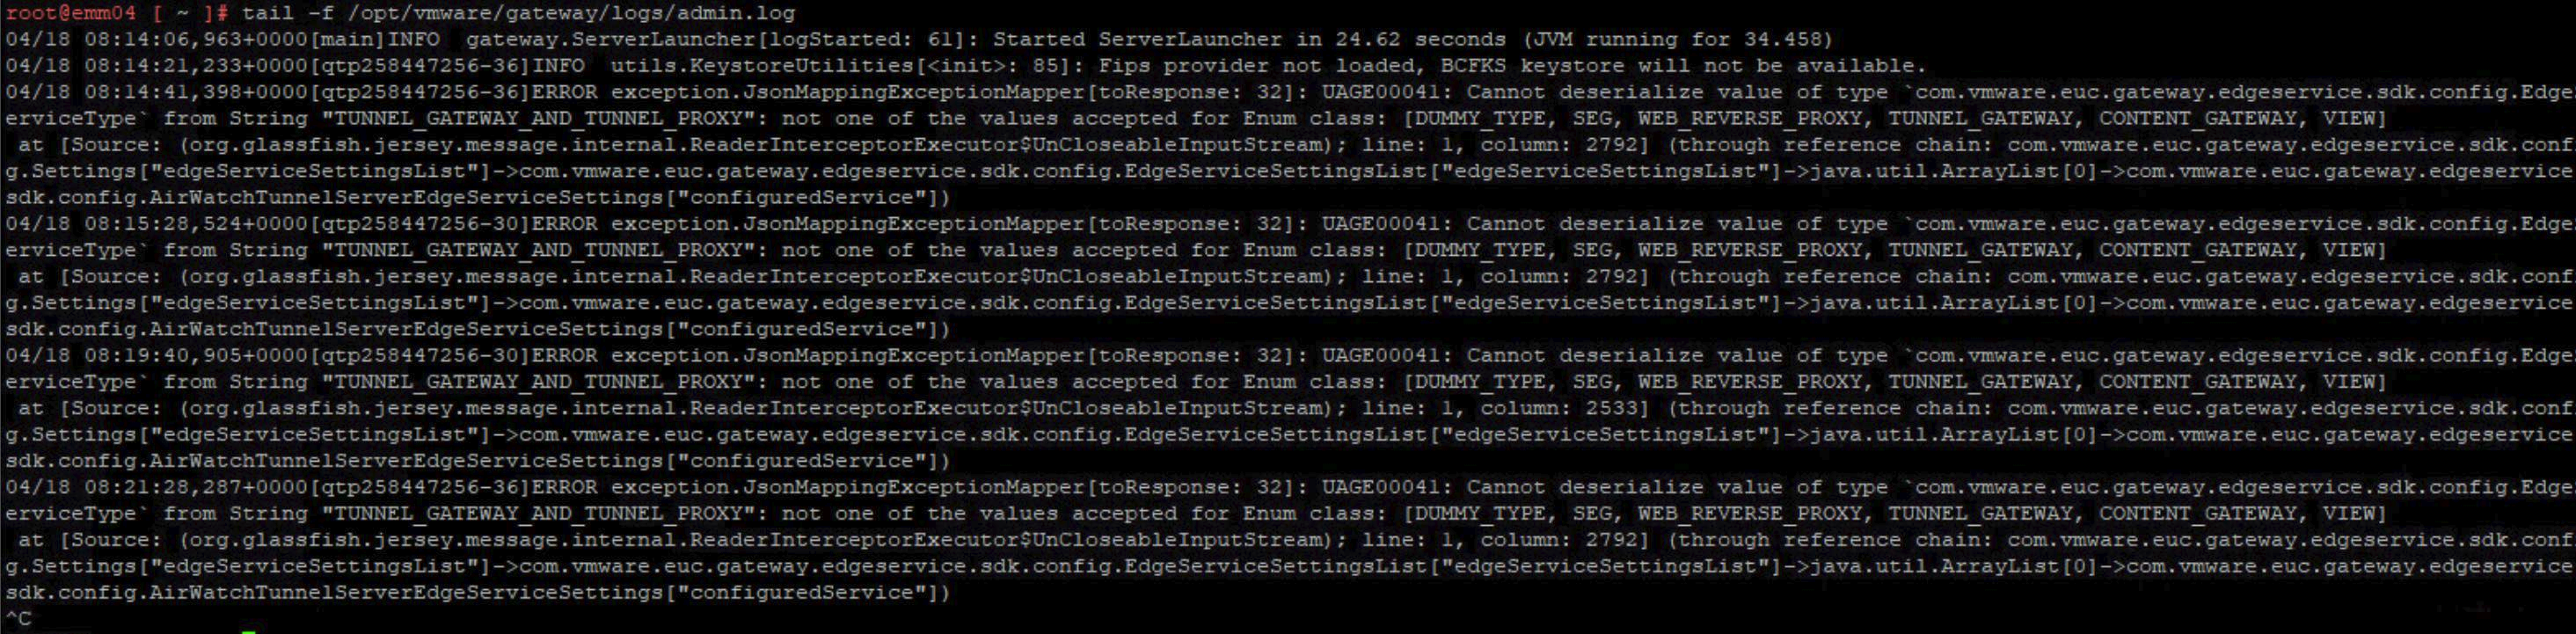 root@emm04 [ ~ ]# tail -f /opt/vmware/gateway/logs/admin.log
04/18 08:14:06,963+0000[main]INFO  gateway.ServerLauncher[logStarted: 61]: Started ServerLauncher in 24.62 seconds (JVM running for 34.458)
04/18 08:14:21,233+0000[qtp258447256-36]INFO  utils.KeystoreUtilities[<init>: 85]: Fips provider not loaded, BCFKS keystore will not be available.
04/18 08:14:41,398+0000[qtp258447256-36]ERROR exception.JsonMappingExceptionMapper[toResponse: 32]: UAGE00041: Cannot deserialize value of type `com.vmware.euc.gateway.edgeservice.sdk.config.Edge
erviceType` from String "TUNNEL_GATEWAY_AND_TUNNEL_PROXY": not one of the values accepted for Enum class: [DUMMY_TYPE, SEG, WEB_REVERSE_PROXY, TUNNEL_GATEWAY, CONTENT_GATEWAY, VIEW]
 at [Source: (org.glassfish.jersey.message.internal.ReaderInterceptorExecutor$UnCloseableInputStream); line: 1, column: 2792] (through reference chain: com.vmware.euc.gateway.edgeservice.sdk.conf
g.Settings["edgeServiceSettingsList"]->com.vmware.euc.gateway.edgeservice.sdk.config.EdgeServiceSettingsList["edgeServiceSettingsList"]->java.util.ArrayList[0]->com.vmware.euc.gateway.edgeservice
sdk.config.AirWatchTunnelServerEdgeServiceSettings["configuredService"])
04/18 08:15:28,524+0000[qtp258447256-30]ERROR exception.JsonMappingExceptionMapper[toResponse: 32]: UAGE00041: Cannot deserialize value of type `com.vmware.euc.gateway.edgeservice.sdk.config.Edge
erviceType` from String "TUNNEL_GATEWAY_AND_TUNNEL_PROXY": not one of the values accepted for Enum class: [DUMMY_TYPE, SEG, WEB_REVERSE_PROXY, TUNNEL_GATEWAY, CONTENT_GATEWAY, VIEW]
 at [Source: (org.glassfish.jersey.message.internal.ReaderInterceptorExecutor$UnCloseableInputStream); line: 1, column: 2792] (through reference chain: com.vmware.euc.gateway.edgeservice.sdk.conf
g.Settings["edgeServiceSettingsList"]->com.vmware.euc.gateway.edgeservice.sdk.config.EdgeServiceSettingsList["edgeServiceSettingsList"]->java.util.ArrayList[0]->com.vmware.euc.gateway.edgeservice
sdk.config.AirWatchTunnelServerEdgeServiceSettings["configuredService"])
04/18 08:19:40,905+0000[qtp258447256-30]ERROR exception.JsonMappingExceptionMapper[toResponse: 32]: UAGE00041: Cannot deserialize value of type `com.vmware.euc.gateway.edgeservice.sdk.config.Edge
erviceType` from String "TUNNEL_GATEWAY_AND_TUNNEL_PROXY": not one of the values accepted for Enum class: [DUMMY_TYPE, SEG, WEB_REVERSE_PROXY, TUNNEL_GATEWAY, CONTENT_GATEWAY, VIEW]
 at [Source: (org.glassfish.jersey.message.internal.ReaderInterceptorExecutor$UnCloseableInputStream); line: 1, column: 2533] (through reference chain: com.vmware.euc.gateway.edgeservice.sdk.conf
g.Settings["edgeServiceSettingsList"]->com.vmware.euc.gateway.edgeservice.sdk.config.EdgeServiceSettingsList["edgeServiceSettingsList"]->java.util.ArrayList[0]->com.vmware.euc.gateway.edgeservice
sdk.config.AirWatchTunnelServerEdgeServiceSettings["configuredService"])
04/18 08:21:28,287+0000[qtp258447256-36]ERROR exception.JsonMappingExceptionMapper[toResponse: 32]: UAGE00041: Cannot deserialize value of type `com.vmware.euc.gateway.edgeservice.sdk.config.Edge
erviceType` from String "TUNNEL_GATEWAY_AND_TUNNEL_PROXY": not one of the values accepted for Enum class: [DUMMY_TYPE, SEG, WEB_REVERSE_PROXY, TUNNEL_GATEWAY, CONTENT_GATEWAY, VIEW]
 at [Source: (org.glassfish.jersey.message.internal.ReaderInterceptorExecutor$UnCloseableInputStream); line: 1, column: 2792] (through reference chain: com.vmware.euc.gateway.edgeservice.sdk.conf
g.Settings["edgeServiceSettingsList"]->com.vmware.euc.gateway.edgeservice.sdk.config.EdgeServiceSettingsList["edgeServiceSettingsList"]->java.util.ArrayList[0]->com.vmware.euc.gateway.edgeservice
sdk.config.AirWatchTunnelServerEdgeServiceSettings["configuredService"])
^C